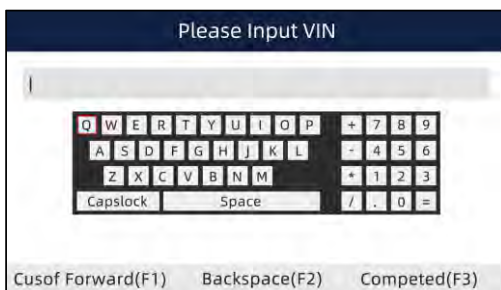 Please Input VIN
Q W E R T Y U I O P + 7 8 9
A S D F G H J K L - 4 5 6
Z X C V B N M * 1 2 3
Capslock Space / . 0 =
Cusof Forward(F1) Backspace(F2) Competed(F3)